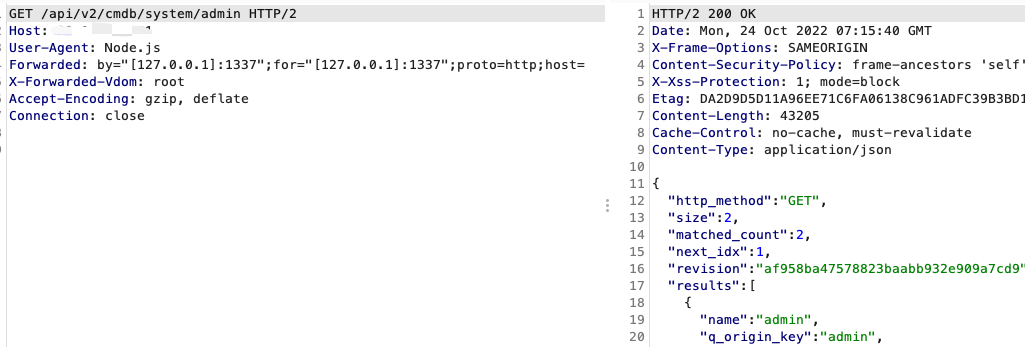 GET /api/v2/cmdb/system/admin HTTP/2
Host:
User-Agent: Node.js
Forwarded: by="[127.0.0.1]:1337";for="[127.0.0.1]:1337";proto=http;host=
X-Forwarded-Vdom: root
Accept-Encoding: gzip, deflate
Connection: close
1 HTTP/2 200 OK
2 Date: Mon, 24 Oct 2022 07:15:40 GMT
3 X-Frame-Options: SAMEORIGIN
4 Content-Security-Policy: frame-ancestors 'self'
5 X-Xss-Protection: 1; mode=block
6 Etag: DA2D9D5D11A96EE71C6FA06138C961ADFC39B3BD1
7 Content-Length: 43205
8 Cache-Control: no-cache, must-revalidate
9 Content-Type: application/json
10
11 {
12 "http_method":"GET",
13 "size":2,
14 "matched_count":2,
15 "next_idx":1,
16 "revision":"af958ba47578823baabb932e909a7cd9"
17 "results":[
18 {
19 "name":"admin",
20 "q_origin_key":"admin",